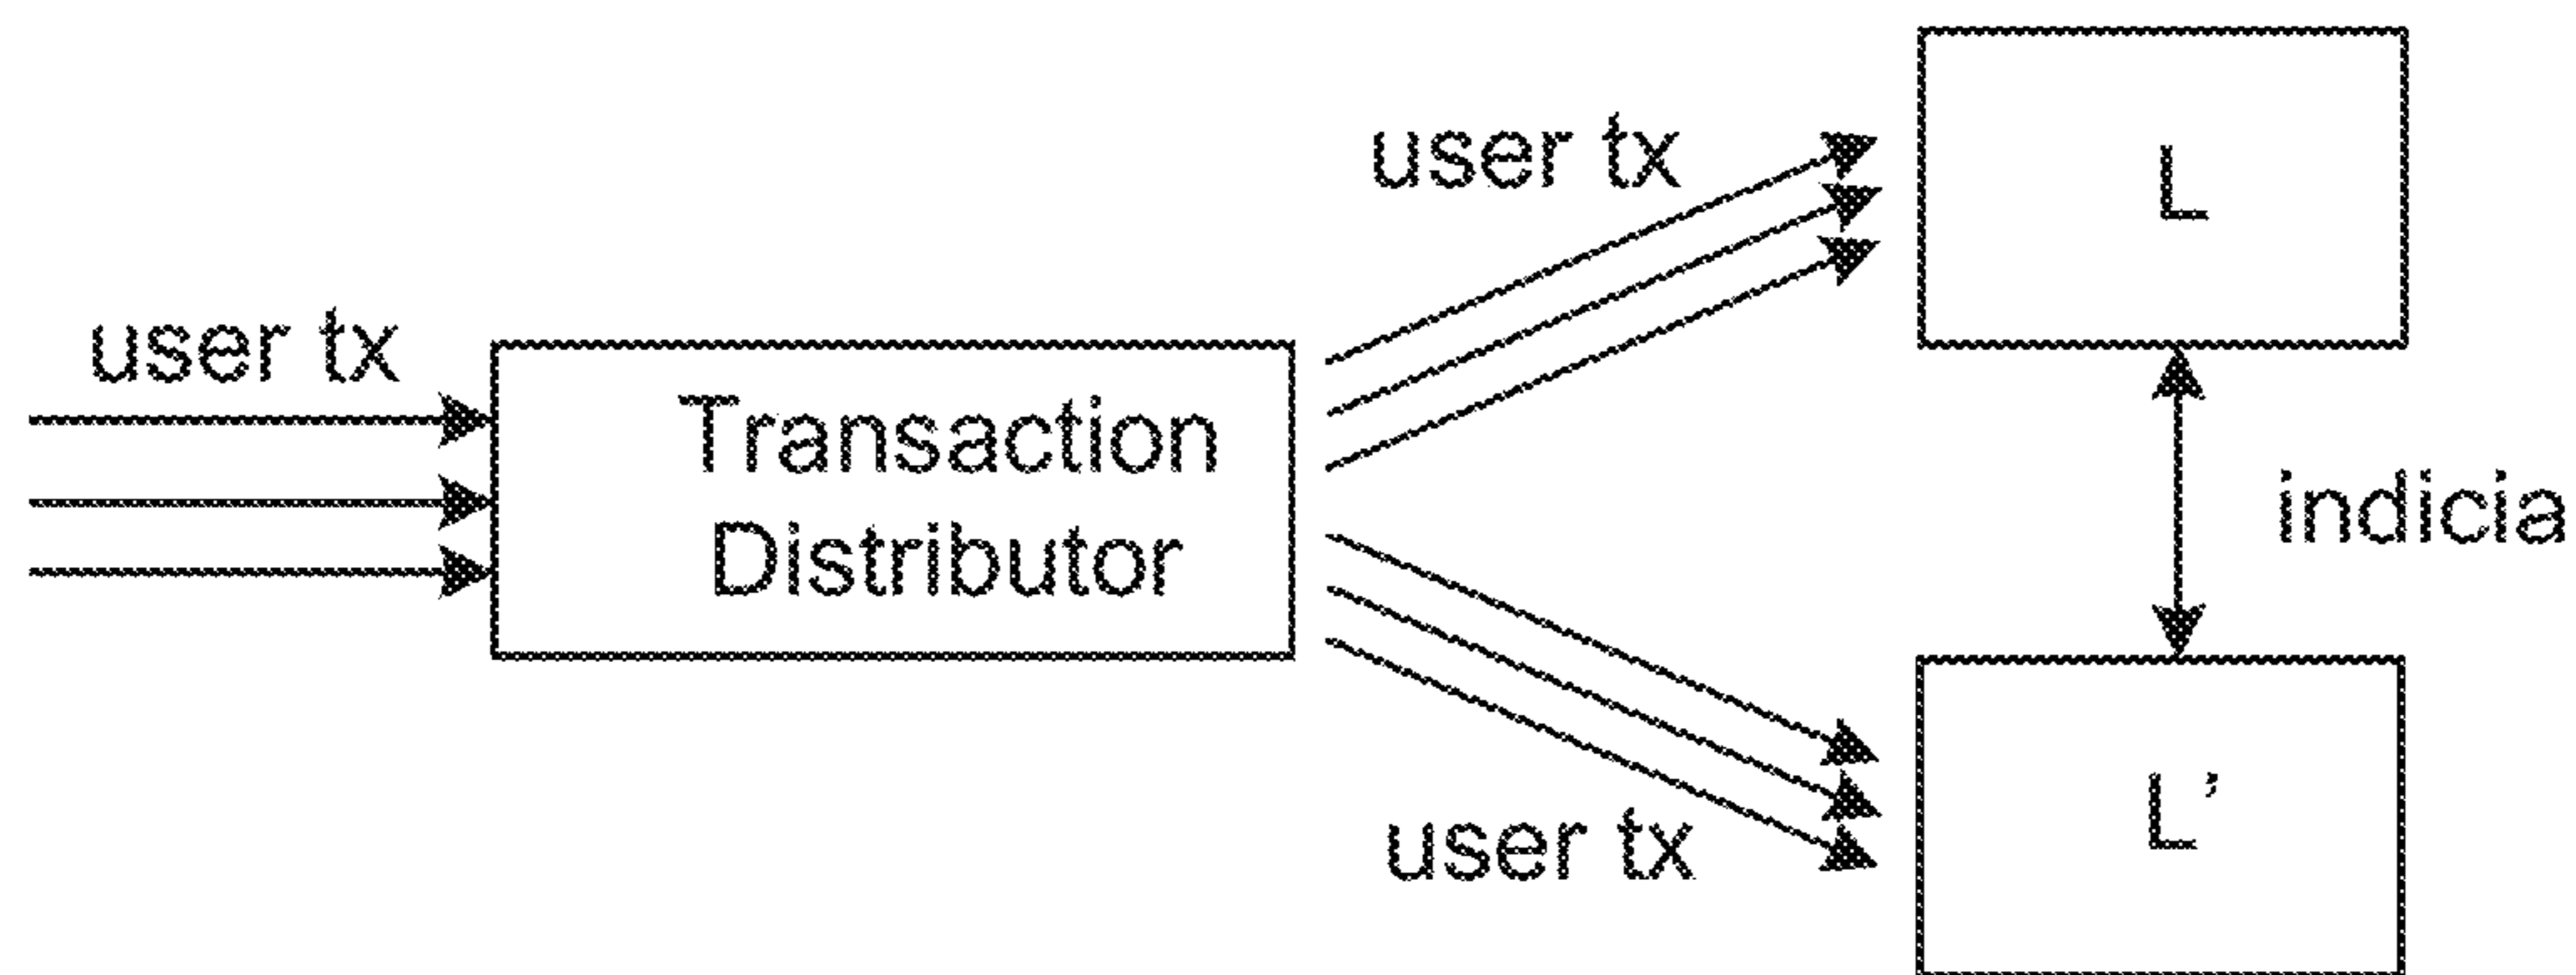 user tx
Transaction
Distributor
user tx
user tx
L
indicia
L’